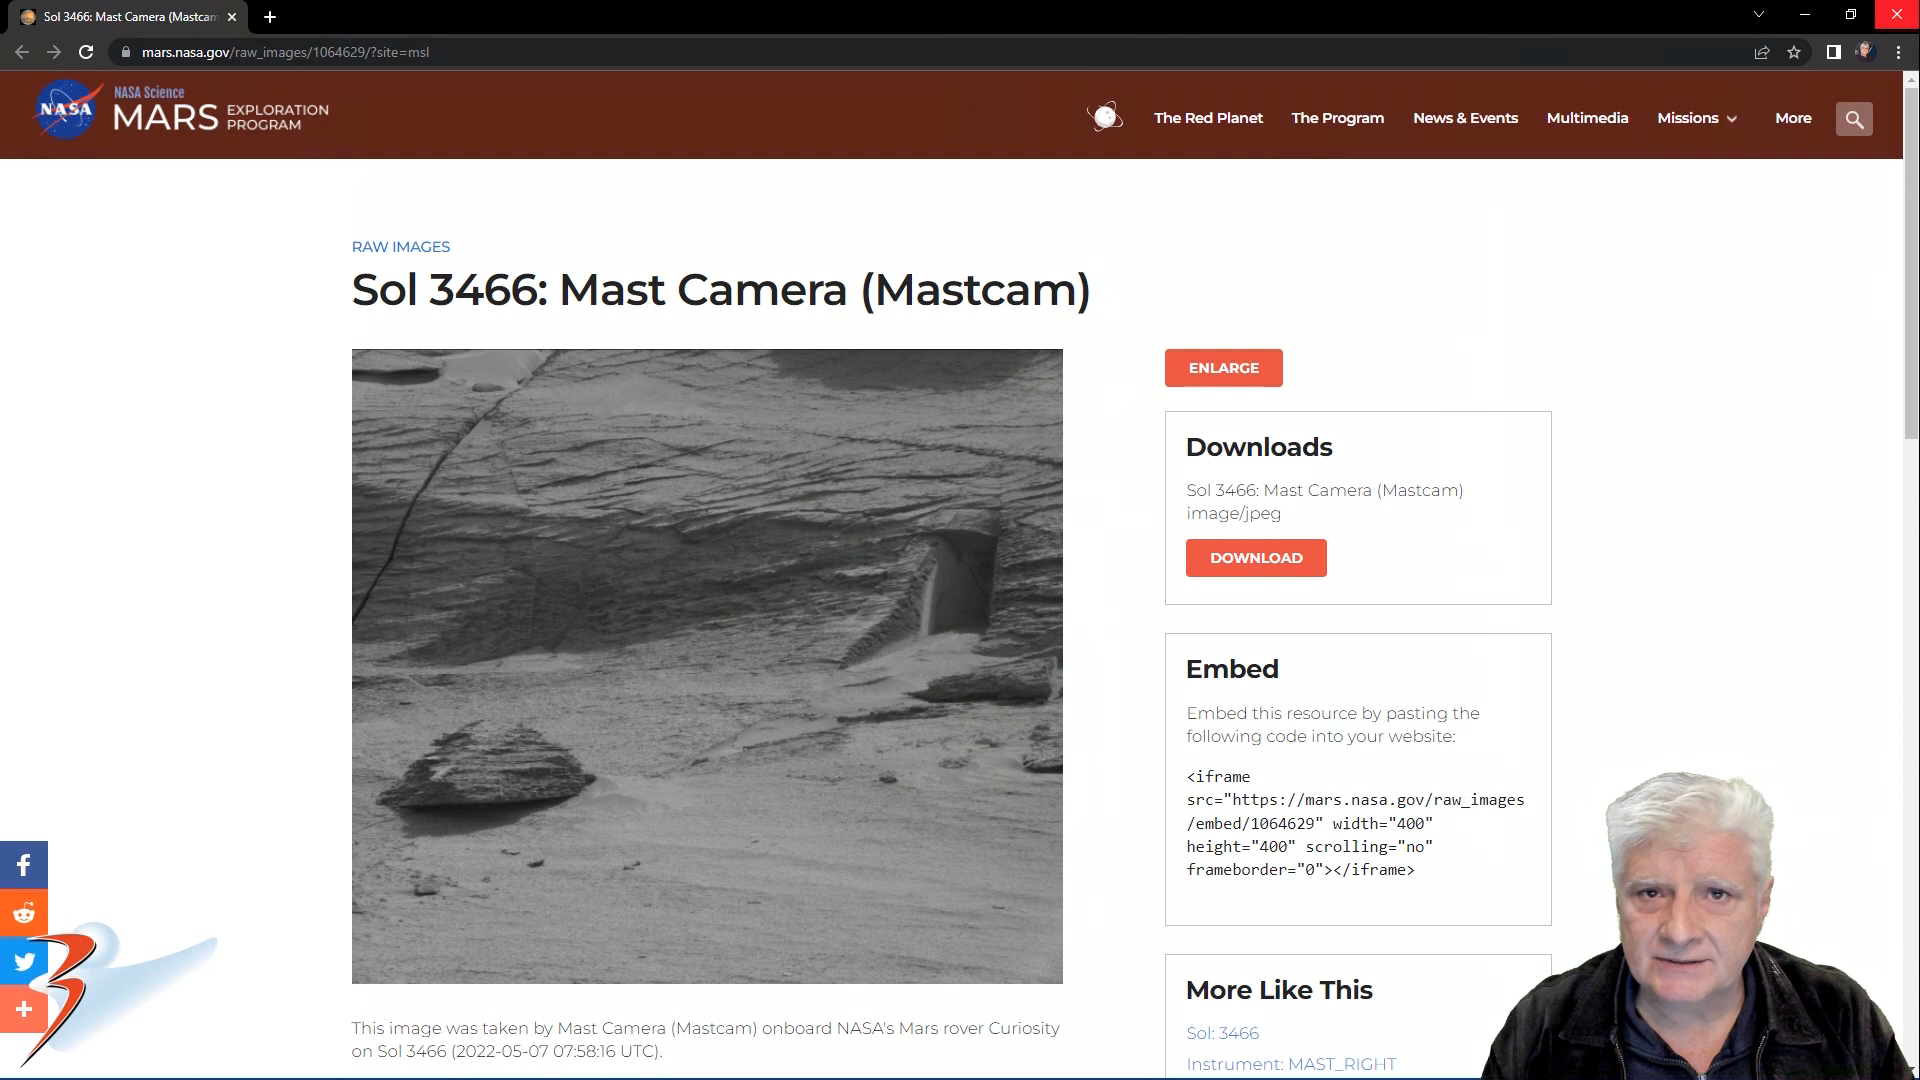 Sol 3466: Mast Camera (Mastcam
mars.nasa.gov/raw_images/1064629/?site=msl
NASA
NASA Science
MARS EXPLORATION PROGRAM
The Red Planet
The Program
News & Events
Multimedia
Missions
More
RAW IMAGES
Sol 3466: Mast Camera (Mastcam)
ENLARGE
Downloads
Sol 3466: Mast Camera (Mastcam)
image/jpeg
DOWNLOAD
Embed
Embed this resource by pasting the
following code into your website:
<iframe
src="https://mars.nasa.gov/raw_images
/embed/1064629" width="400"
height="400" scrolling="no"
frameborder="0"></iframe>
More Like This
Sol: 3466
Instrument: MAST_RIGHT
This image was taken by Mast Camera (Mastcam) onboard NASA's Mars rover Curiosity
on Sol 3466 (2022-05-07 07:58:16 UTC).